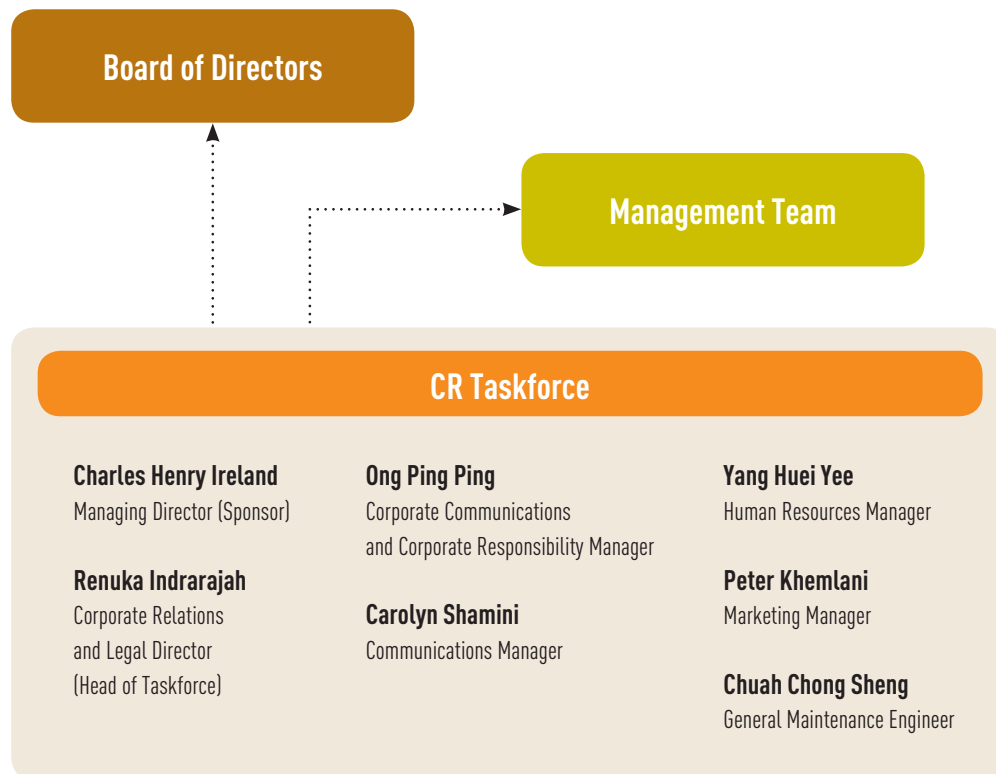 Board of Directors
Management Team
CR Taskforce
Charles Henry Ireland
Managing Director (Sponsor)
Renuka Indrarajah
Corporate Relations
and Legal Director
(Head of Taskforce)
Ong Ping Ping
Corporate Communications
and Corporate Responsibility Manager
Carolyn Shamini
Communications Manager
Yang Huei Yee
Human Resources Manager
Peter Khemlani
Marketing Manager
Chuah Chong Sheng
General Maintenance Engineer